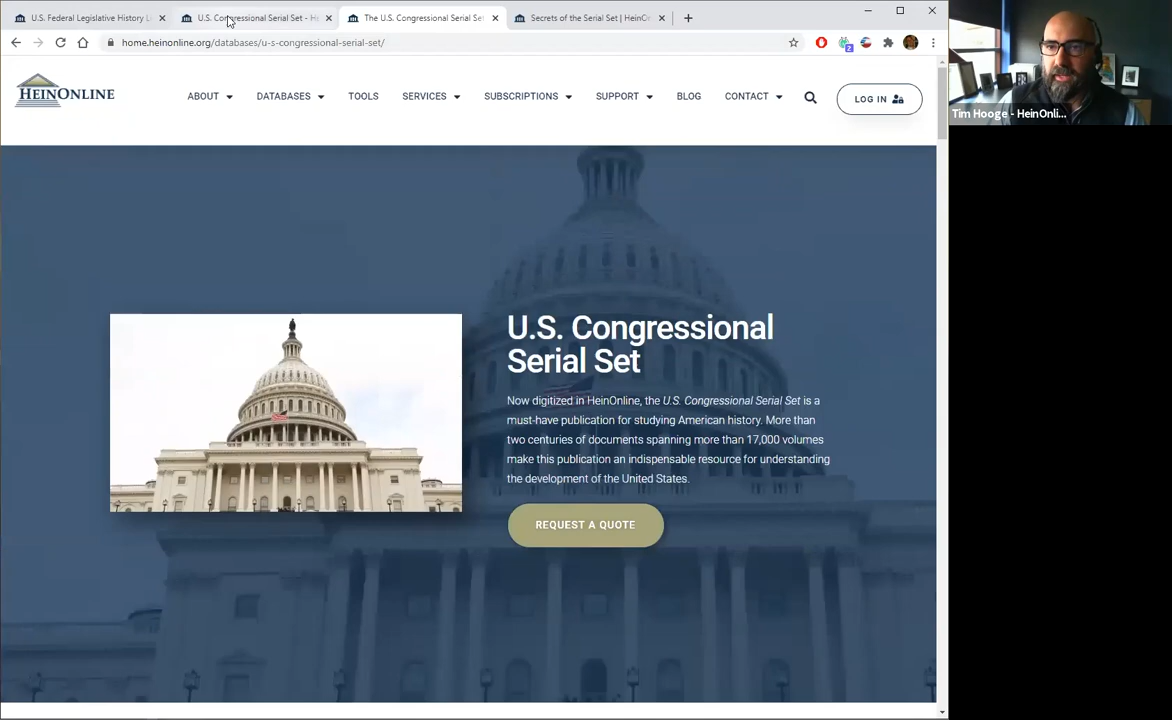 U.S. Federal Legislative History Li
U.S. Congressional Serial Set - He
The U.S. Congressional Serial Set
Secrets of the Serial Set | HeinO
home.heinonline.org/databases/u-s-congressional-serial-set/
2
HEINONLINE
ABOUT
DATABASES
TOOLS
SERVICES
SUBSCRIPTIONS
SUPPORT
BLOG
CONTACT
LOG IN
Tim Hooge - HeinOnli...
U.S. Congressional
Serial Set
Now digitized in HeinOnline, the U.S. Congressional Serial Set is a
must-have publication for studying American history. More than
two centuries of documents spanning more than 17,000 volumes
make this publication an indispensable resource for understanding
the development of the United States.
REQUEST A QUOTE